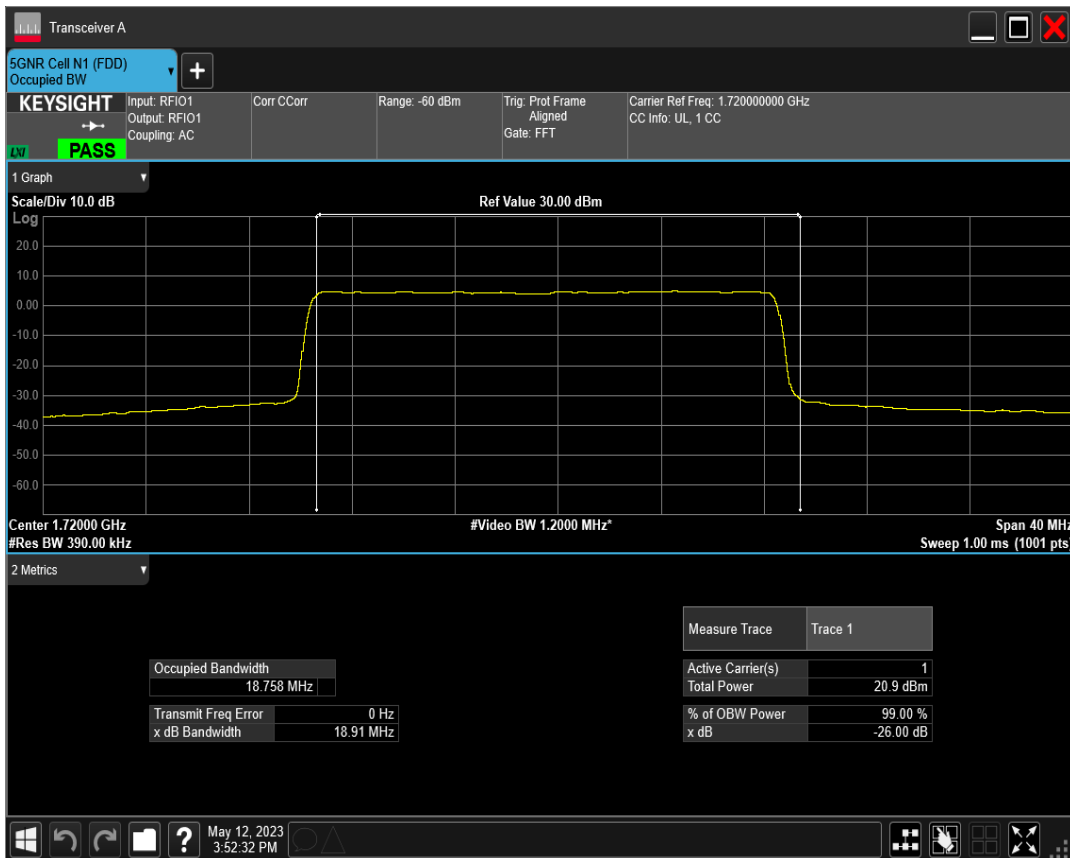 Transceiver A
5GNR Cell N1 (FDD)
Occupied BW
+
KEYSIGHT
LXI
PASS
Input: RFIO1
Output: RFIO1
Coupling: AC
Corr CCorr
Range: -60 dBm
Trig: Prot Frame
Aligned
Gate: FFT
Carrier Ref Freq: 1.720000000 GHz
CC Info: UL, 1 CC
1 Graph
Scale/Div 10.0 dB
Ref Value 30.00 dBm
Log
20.0
10.0
0.00
-10.0
-20.0
-30.0
-40.0
-50.0
-60.0
Center 1.72000 GHz
#Video BW 1.2000 MHz*
Span 40 MHz
#Res BW 390.00 kHz
Sweep 1.00 ms (1001 pts)
2 Metrics
Measure Trace Trace 1
Occupied Bandwidth
18.758 MHz
Active Carrier(s) 1
Total Power 20.9 dBm
Transmit Freq Error 0 Hz
x dB Bandwidth 18.91 MHz
% of OBW Power 99.00 %
x dB -26.00 dB
?
May 12, 2023
3:52:32 PM